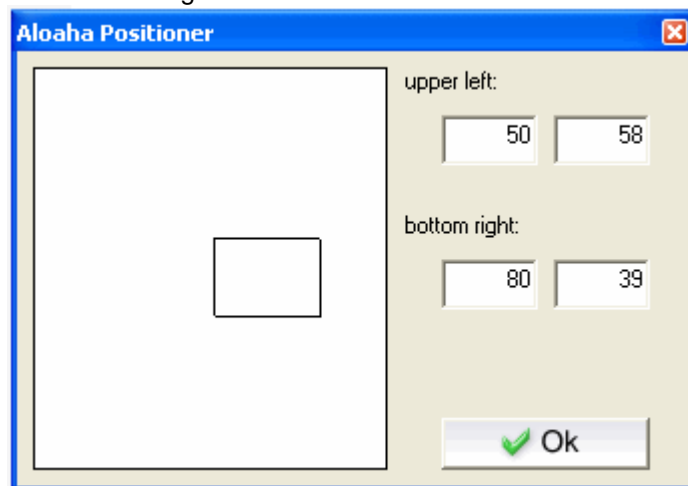 Aloaha Positioner
upper left:
50 58
bottom right:
80 39
Ok